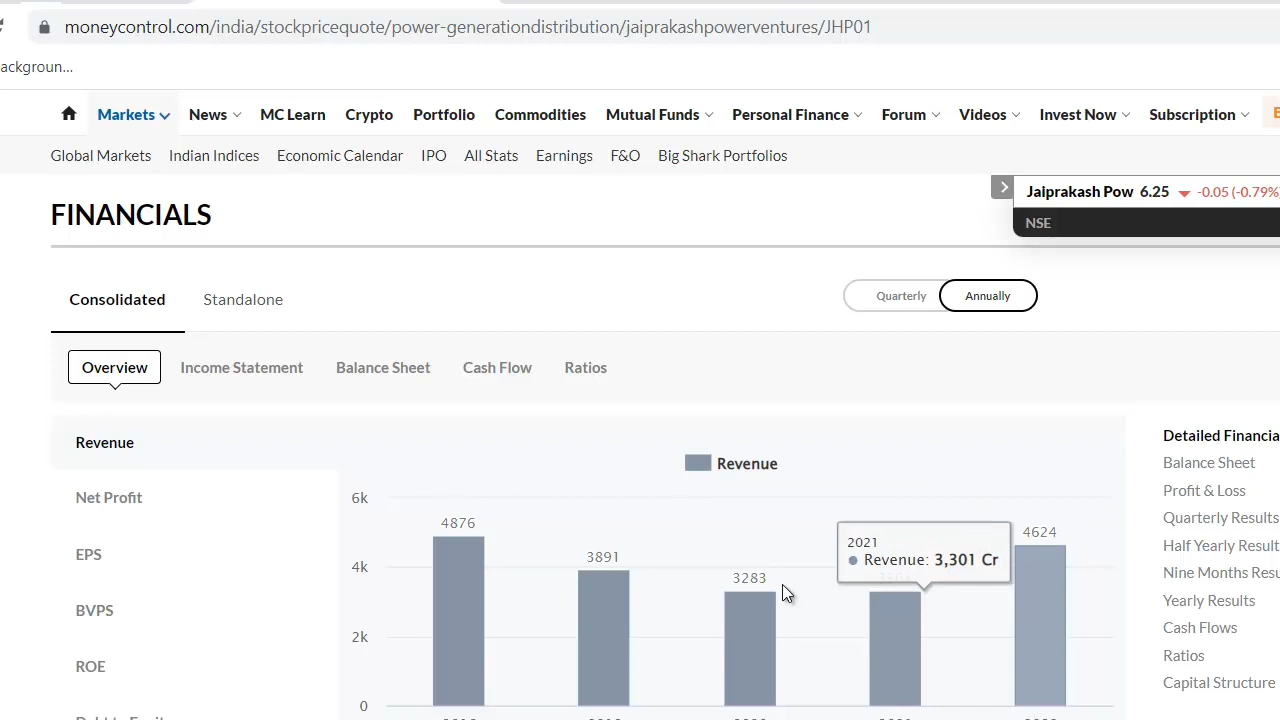 moneycontrol.com/india/stockpricequote/power-generationdistribution/jaiprakashpowerventures/JHP01
ackgroun...
Markets News MC Learn Crypto Portfolio Commodities Mutual Funds Personal Finance Forum Videos Invest Now Subscription
Global Markets Indian Indices Economic Calendar IPO All Stats Earnings F&O Big Shark Portfolios
Jaiprakash Pow 6.25 -0.05 (-0.79%
NSE
FINANCIALS
Consolidated Standalone
Quarterly Annually
Overview Income Statement Balance Sheet Cash Flow Ratios
Revenue
Net Profit
EPS
BVPS
ROE
Revenue
6k
4k
2k
0
4876
3891
3283
2021
Revenue: 3,301 Cr
4624
Detailed Financia
Balance Sheet
Profit & Loss
Quarterly Results
Half Yearly Result
Nine Months Resu
Yearly Results
Cash Flows
Ratios
Capital Structure